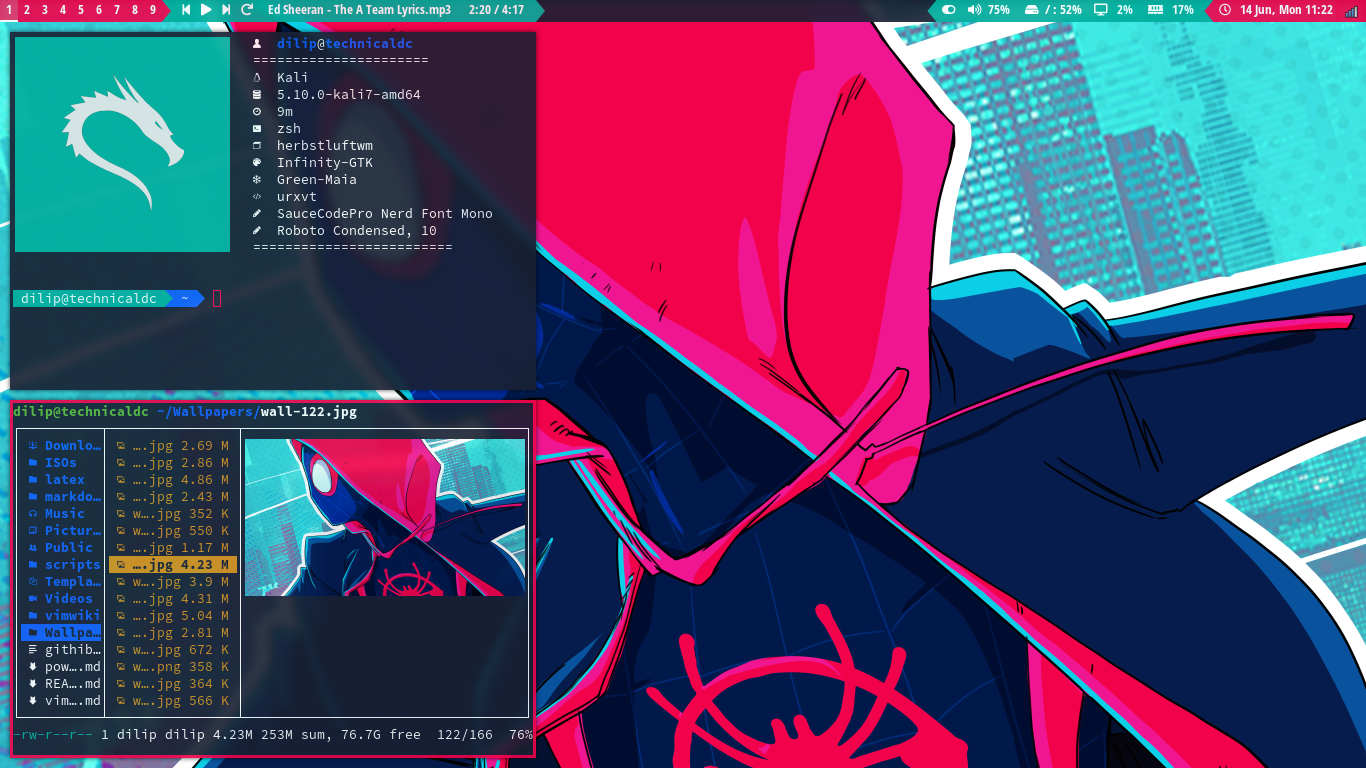 1 2 3 4 5 6 7 8 9 Ed Sheeran - The A Team Lyrics.mp3 2:20 / 4:17 75% / : 52% 2% 17% 14 Jun, Mon 11:22
dilip@technicaldc
======================
Kali
5.10.0-kali7-amd64
9m
zsh
herbstluftwm
Infinity-GTK
Green-Maia
urxvt
SauceCodePro Nerd Font Mono
Roboto Condensed, 10
=========================
dilip@technicaldc ~
dilip@technicaldc ~/Wallpapers/wall-122.jpg
Downlo… ….jpg 2.69 M
ISOs ….jpg 2.86 M
latex ….jpg 4.86 M
markdo… ….jpg 2.43 M
Music w….jpg 352 K
Pictur… w….jpg 550 K
Public ….jpg 1.17 M
scripts ….jpg 4.23 M
Templa… w….jpg 3.9 M
Videos ….jpg 4.31 M
vimwiki ….jpg 5.04 M
Wallpa… ….jpg 2.81 M
githib… w….jpg 672 K
pow….md w….png 358 K
REA….md w….jpg 364 K
vim….md w….jpg 566 K
-rw-r--r-- 1 dilip dilip 4.23M 253M sum, 76.7G free 122/166 76%